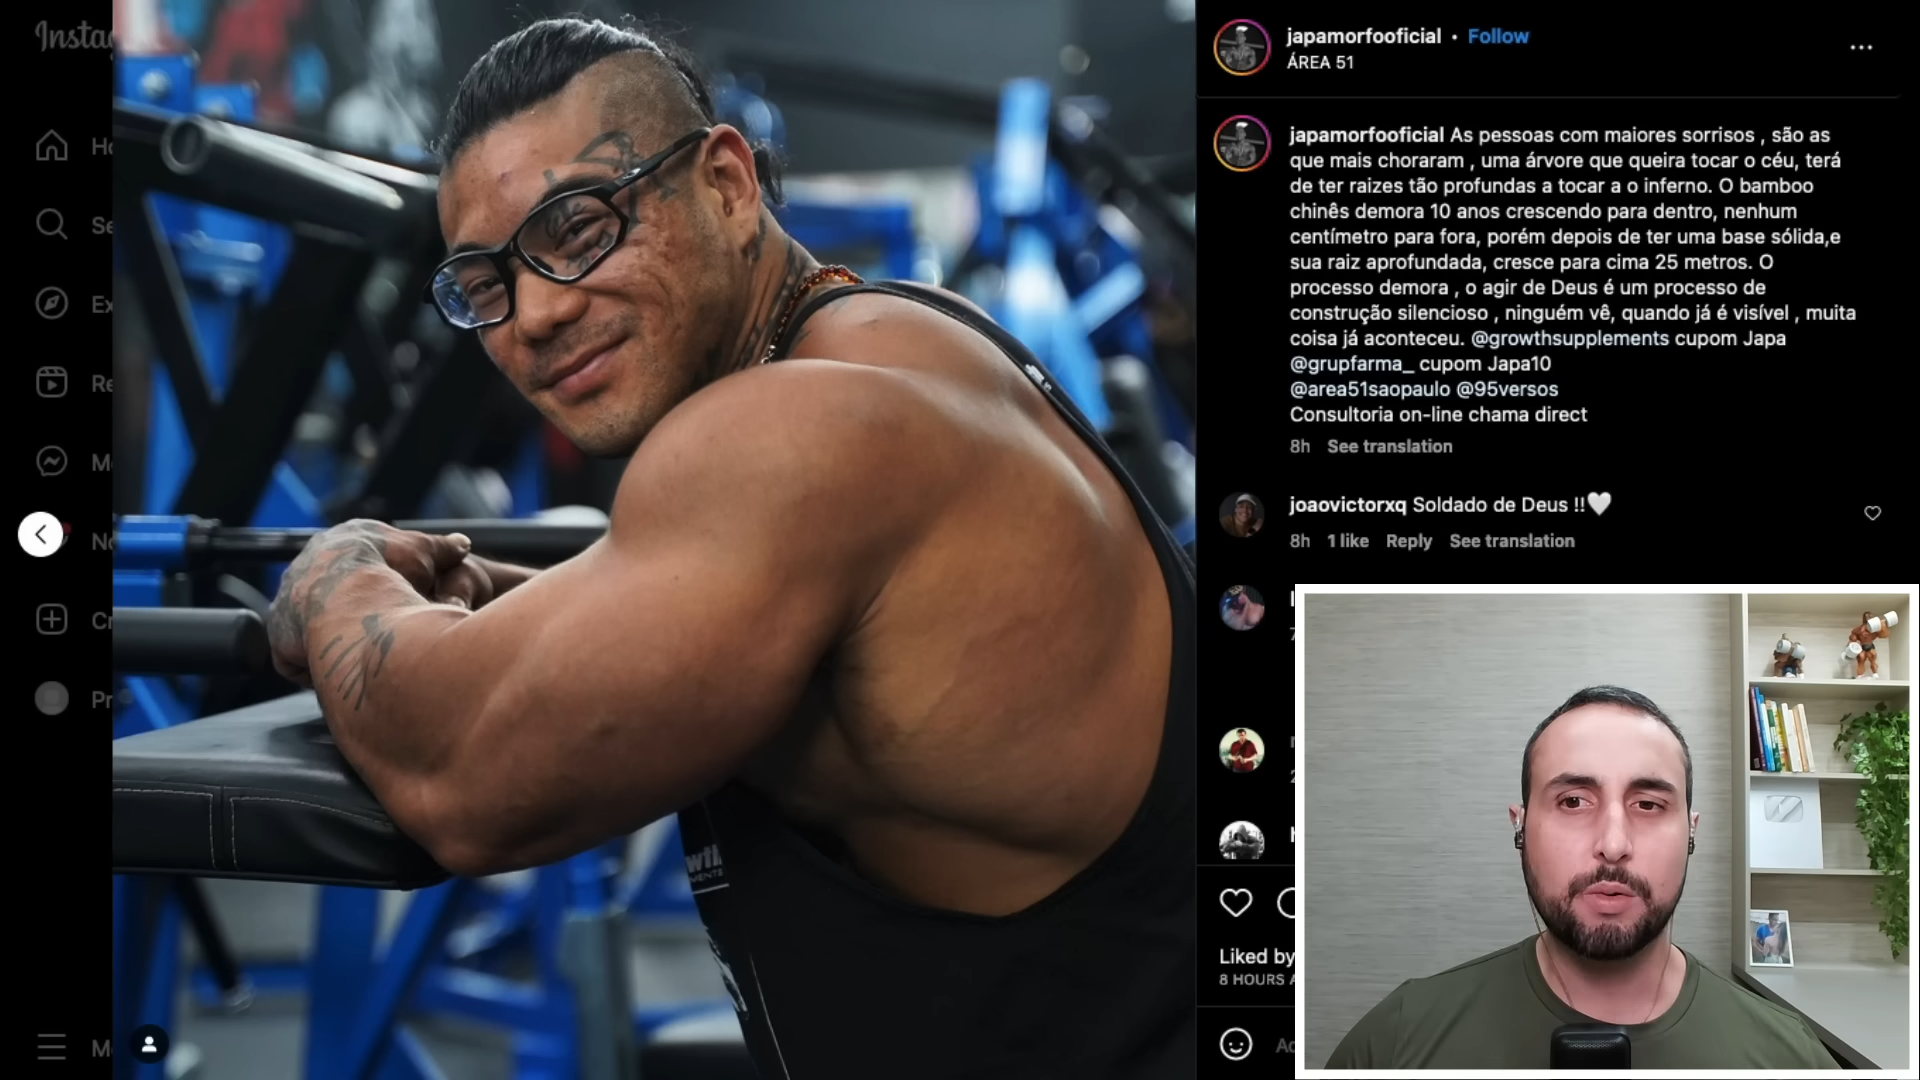 Insta
japamorfooficial • Follow
ÁREA 51
japamorfooficial As pessoas com maiores sorrisos , são as
que mais choraram , uma árvore que queira tocar o céu, terá
de ter raizes tão profundas a tocar a o inferno. O bamboo
chinês demora 10 anos crescendo para dentro, nenhum
centímetro para fora, porém depois de ter uma base sólida,e
sua raiz aprofundada, cresce para cima 25 metros. O
processo demora , o agir de Deus é um processo de
construção silencioso , ninguém vê, quando já é visível , muita
coisa já aconteceu. @growthsupplements cupom Japa
@grupfarma_ cupom Japa10
@area51saopaulo @95versos
Consultoria on-line chama direct
8h See translation
joaovictorxq Soldado de Deus !!🤍
8h 1 like Reply See translation
Liked by
8 HOURS